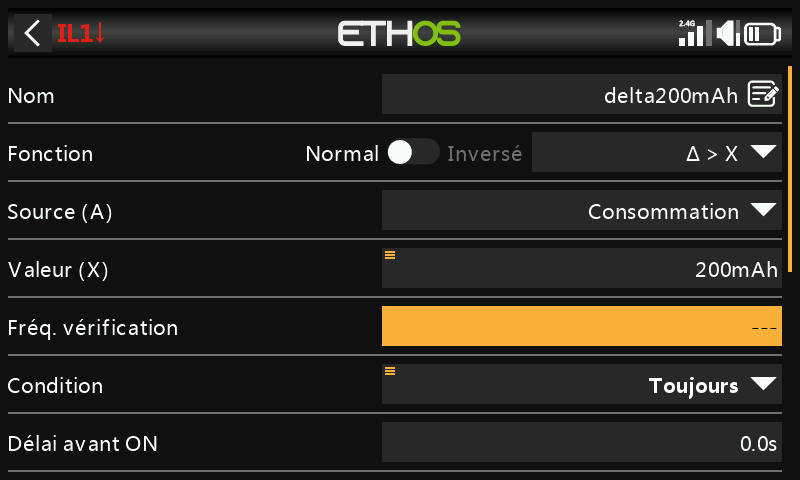 IL1↓ ETHOS 2.4G
Nom delta200mAh
Fonction Normal Inversé Δ > X
Source (A) Consommation
Valeur (X) 200mAh
Fréq. vérification ---
Condition Toujours
Délai avant ON 0.0s